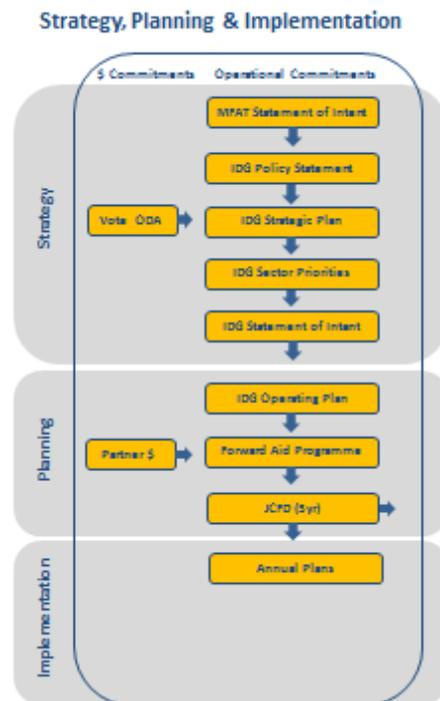 Strategy, Planning & Implementation
$ Commitments Operational Commitments
Strategy
MFAT Statement of Intent
IDG Policy Statement
Vote ODA
IDG Strategic Plan
IDG Sector Priorities
IDG Statement of Intent
Planning
IDG Operating Plan
Partner $
Forward Aid Programme
JCFD (3yr)
Implementation
Annual Plans